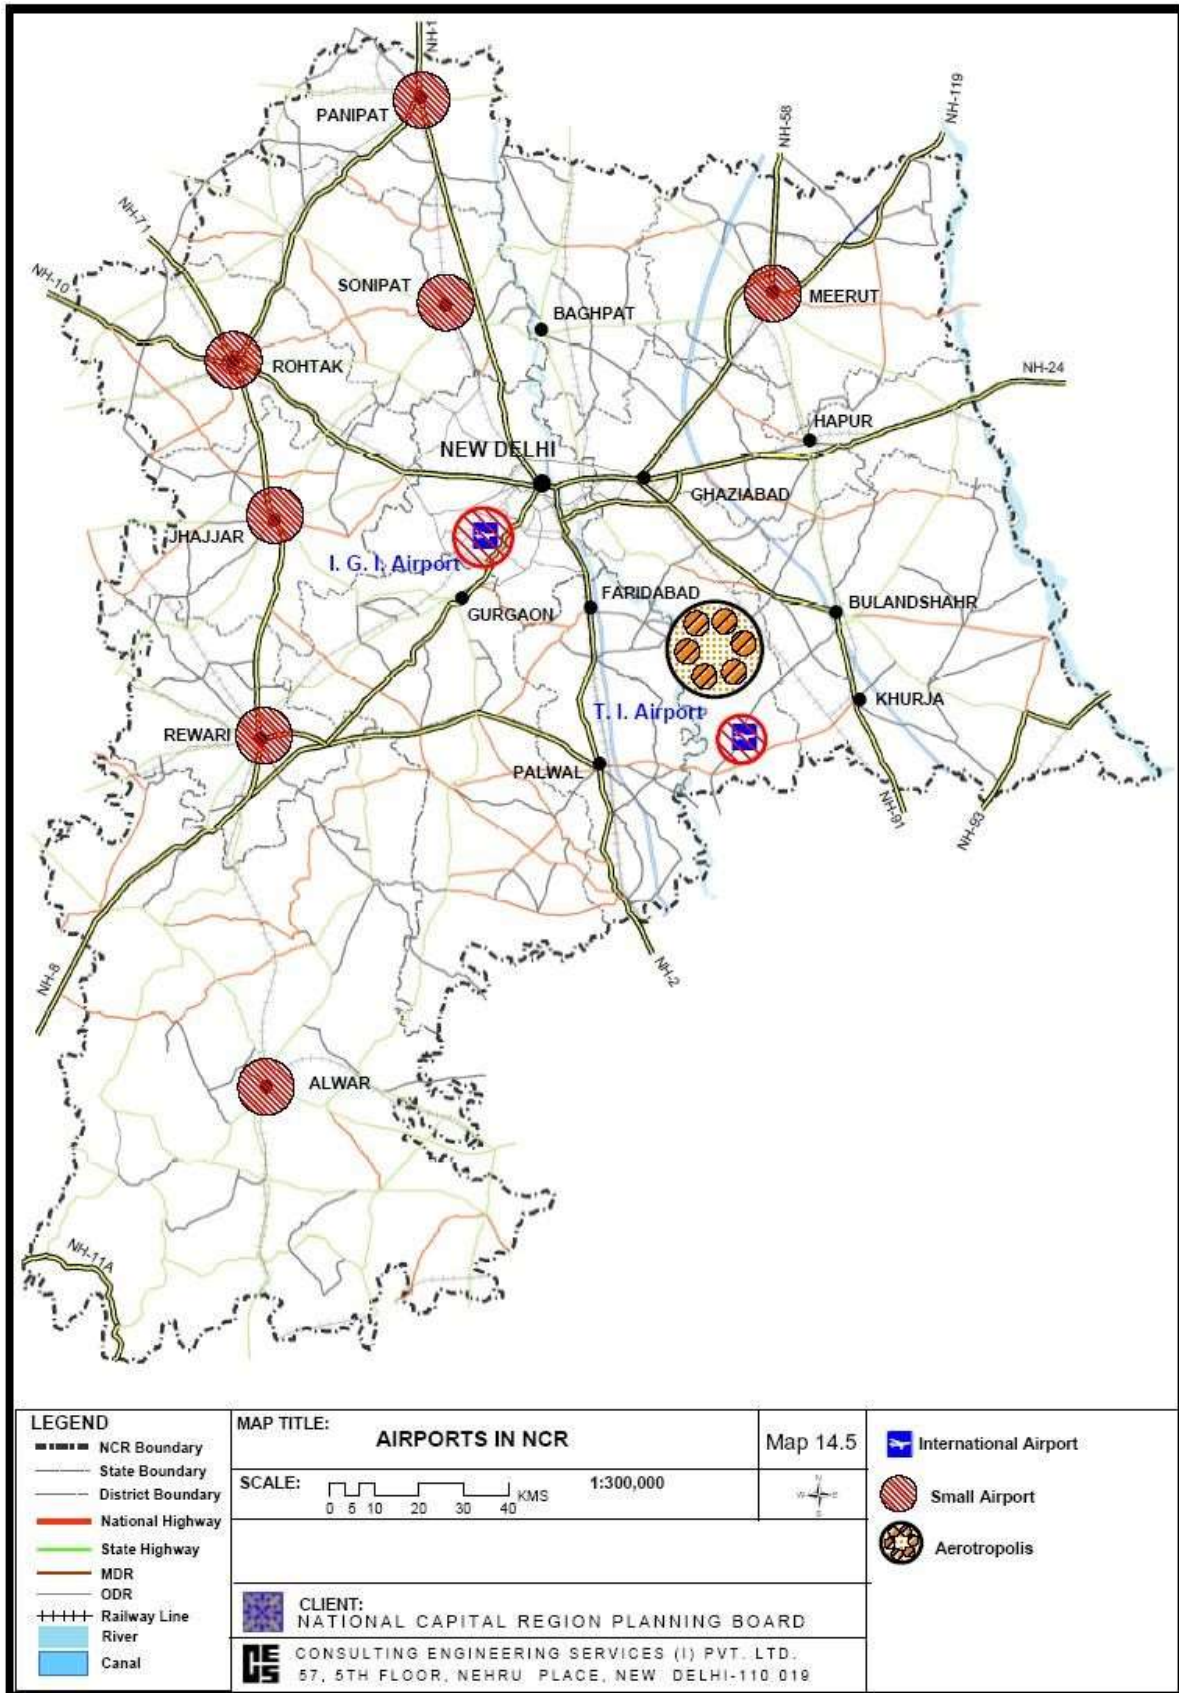 NH-1
PANIPAT
NH-58
NH-119
NH-71
NH-10
SONIPAT
BAGHPAT
MEERUT
ROHTAK
NH-24
HAPUR
NEW DELHI
GHAZIABAD
JHAJJAR
I. G. I. Airport
FARIDABAD
GURGAON
BULANDSHAHR
KHURJA
T. I. Airport
REWARI
PALWAL
NH-91
NH-93
NH-8
NH-2
ALWAR
NH-11A
LEGEND
NCR Boundary
State Boundary
District Boundary
National Highway
State Highway
MDR
ODR
Railway Line
River
Canal
MAP TITLE:
AIRPORTS IN NCR
Map 14.5
SCALE:
0 5 10 20 30 40 KMS
1:300,000
N
W E
S
CLIENT:
NATIONAL CAPITAL REGION PLANNING BOARD
CES
CONSULTING ENGINEERING SERVICES (I) PVT. LTD.
57, 5TH FLOOR, NEHRU PLACE, NEW DELHI-110 019
International Airport
Small Airport
Aerotropolis